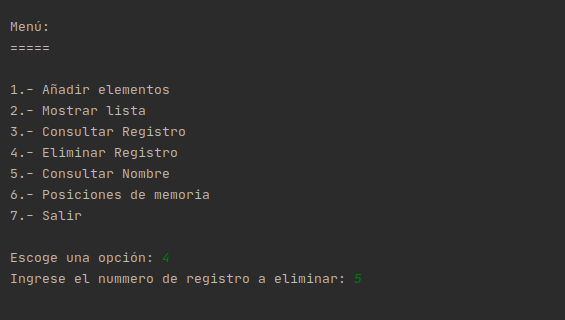 Menú:
=====
1.- Añadir elementos
2.- Mostrar lista
3.- Consultar Registro
4.- Eliminar Registro
5.- Consultar Nombre
6.- Posiciones de memoria
7.- Salir
Escoge una opción: 4
Ingrese el nummero de registro a eliminar: 5